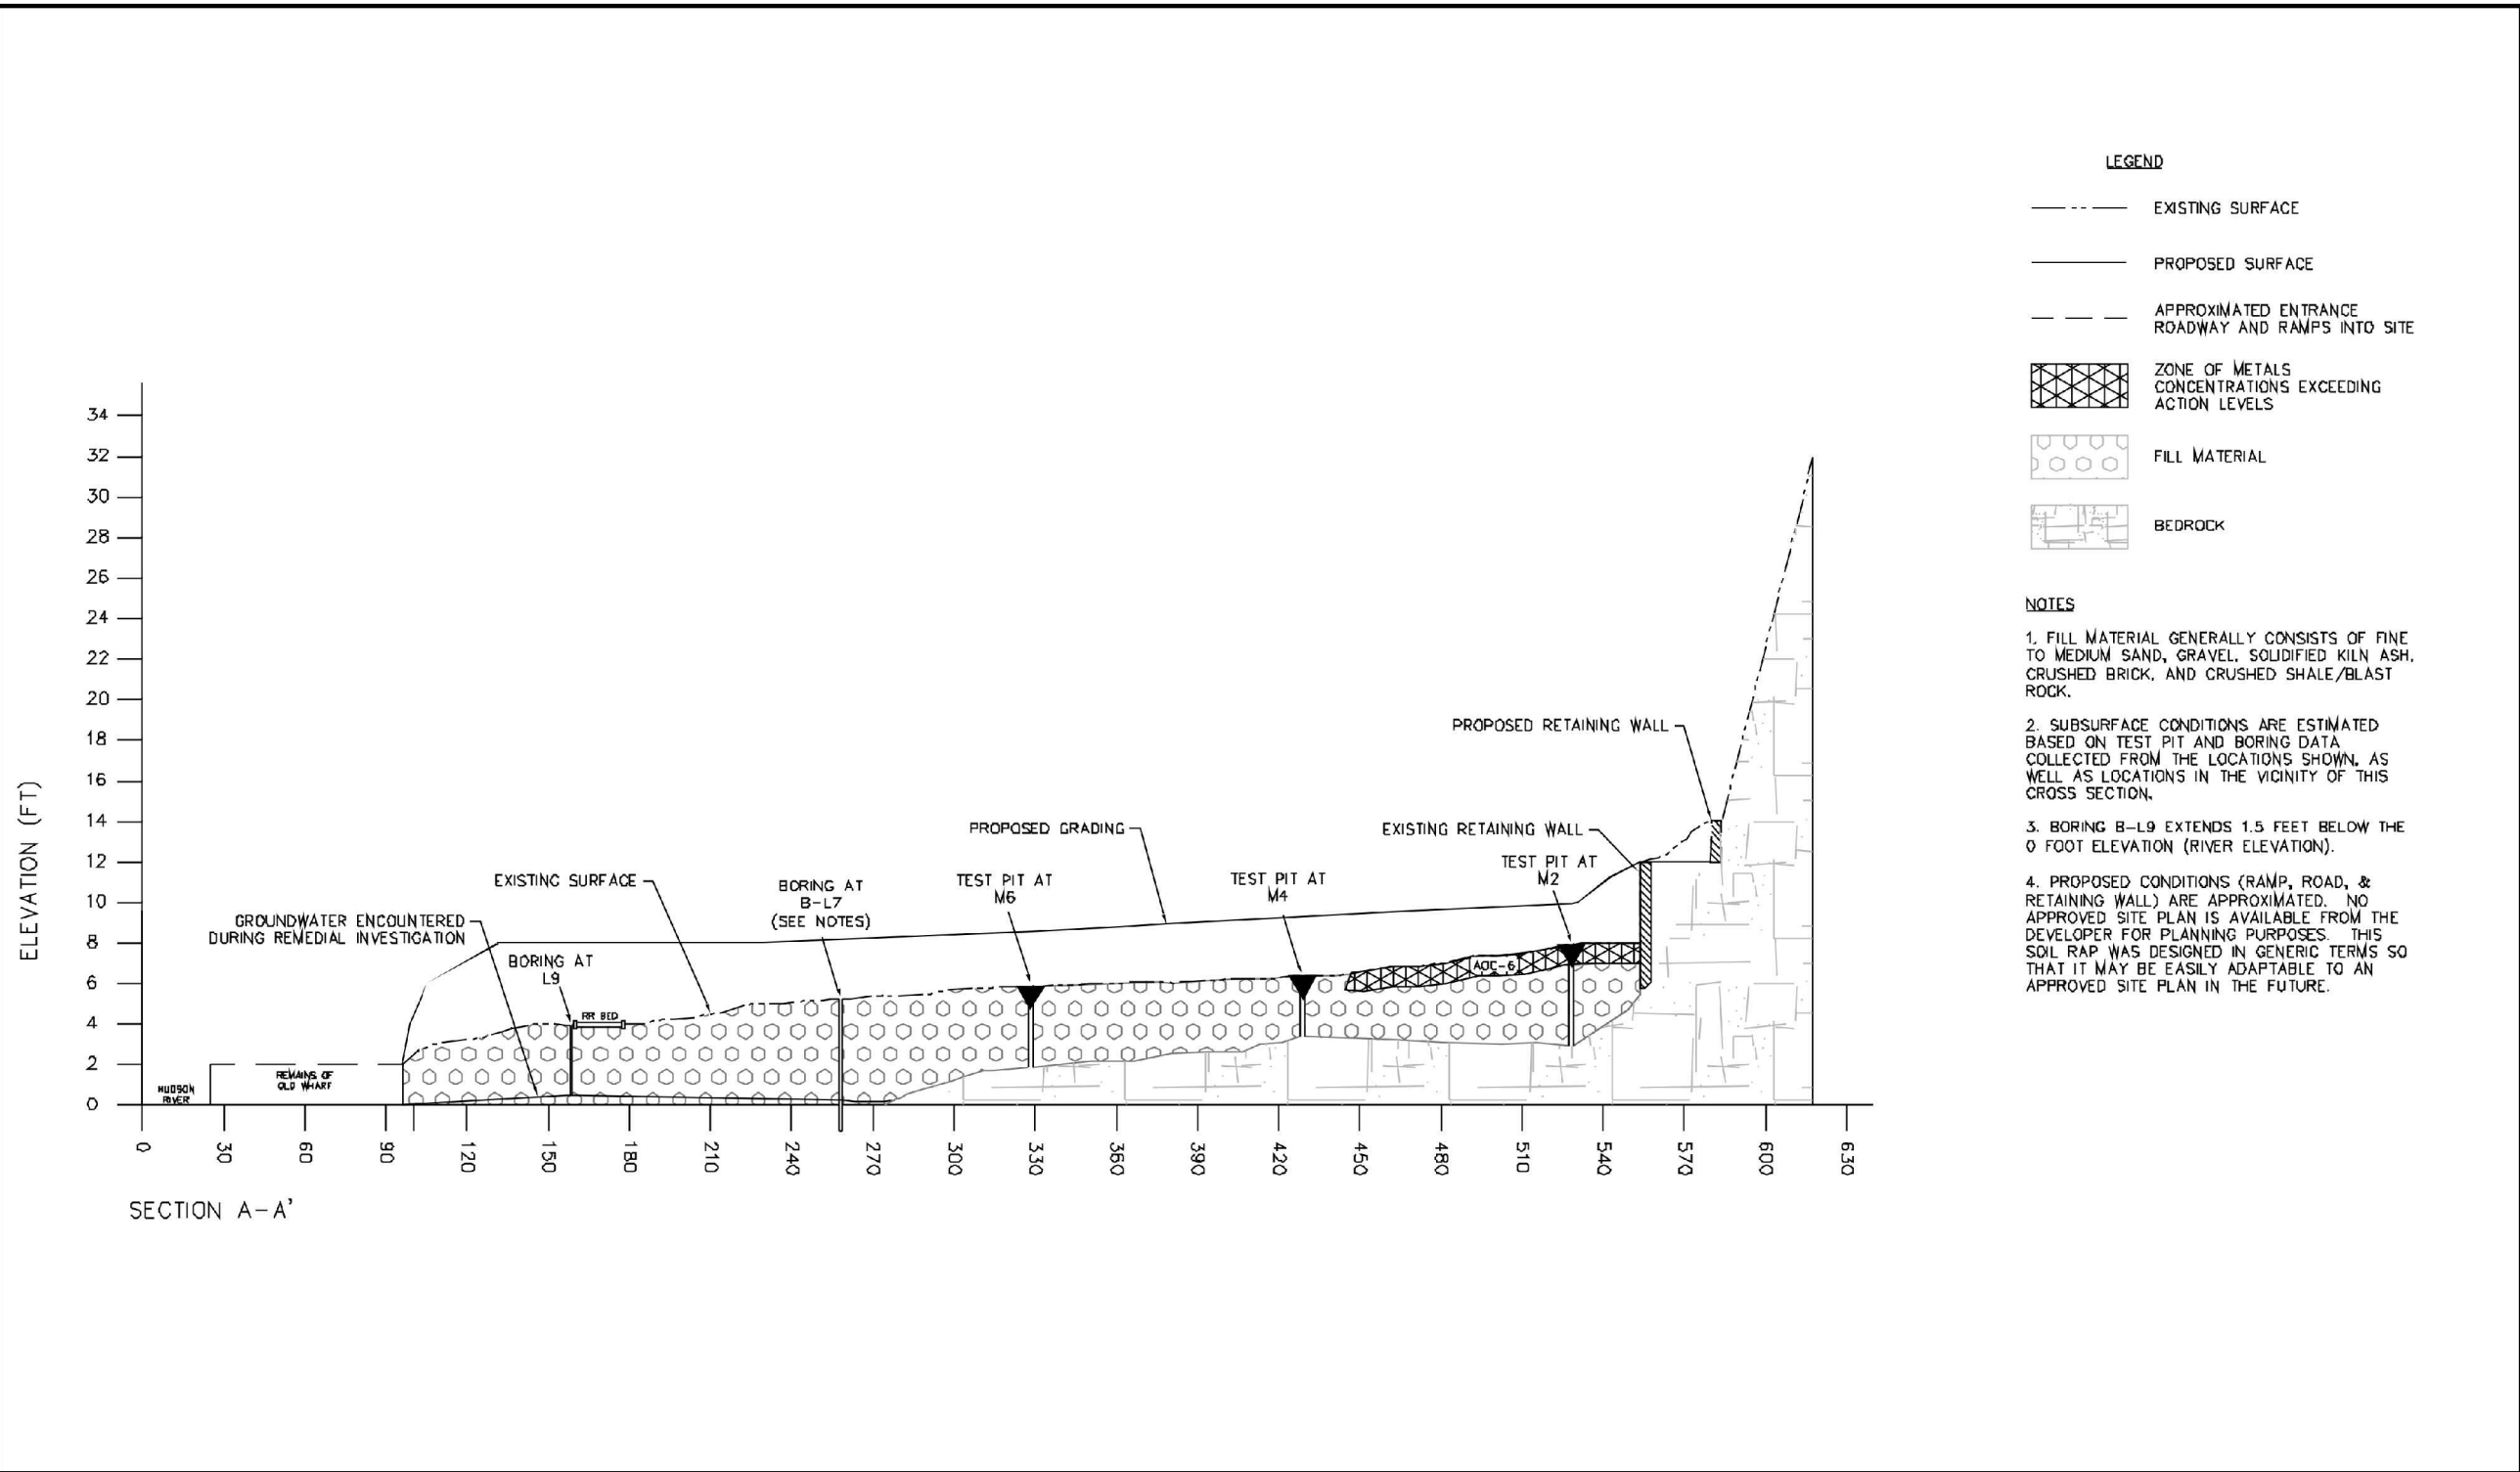 LEGEND
EXISTING SURFACE
PROPOSED SURFACE
APPROXIMATED ENTRANCE
ROADWAY AND RAMPS INTO SITE
ZONE OF METALS
CONCENTRATIONS EXCEEDING
ACTION LEVELS
FILL MATERIAL
BEDROCK
NOTES
1. FILL MATERIAL GENERALLY CONSISTS OF FINE
TO MEDIUM SAND, GRAVEL, SOLIDIFIED KILN ASH,
CRUSHED BRICK, AND CRUSHED SHALE/BLAST
ROCK.
2. SUBSURFACE CONDITIONS ARE ESTIMATED
BASED ON TEST PIT AND BORING DATA
COLLECTED FROM THE LOCATIONS SHOWN, AS
WELL AS LOCATIONS IN THE VICINITY OF THIS
CROSS SECTION.
3. BORING B-L9 EXTENDS 1.5 FEET BELOW THE
0 FOOT ELEVATION (RIVER ELEVATION).
4. PROPOSED CONDITIONS (RAMP, ROAD, &
RETAINING WALL) ARE APPROXIMATED. NO
APPROVED SITE PLAN IS AVAILABLE FROM THE
DEVELOPER FOR PLANNING PURPOSES. THIS
SOIL RAP WAS DESIGNED IN GENERIC TERMS SO
THAT IT MAY BE EASILY ADAPTABLE TO AN
APPROVED SITE PLAN IN THE FUTURE.
ELEVATION (FT)
34
32
30
28
26
24
22
20
18
16
14
12
10
8
6
4
2
0
PROPOSED RETAINING WALL
PROPOSED GRADING
EXISTING RETAINING WALL
TEST PIT AT
M2
EXISTING SURFACE
BORING AT
B-L7
(SEE NOTES)
TEST PIT AT
M6
TEST PIT AT
M4
GROUNDWATER ENCOUNTERED
DURING REMEDIAL INVESTIGATION
BORING AT
L9
AOC-6
RR BED
REMAINS OF
OLD WHARF
HUDSON
RIVER
0
30
60
90
120
150
180
210
240
270
300
330
360
390
420
450
480
510
540
570
600
630
SECTION A-A'